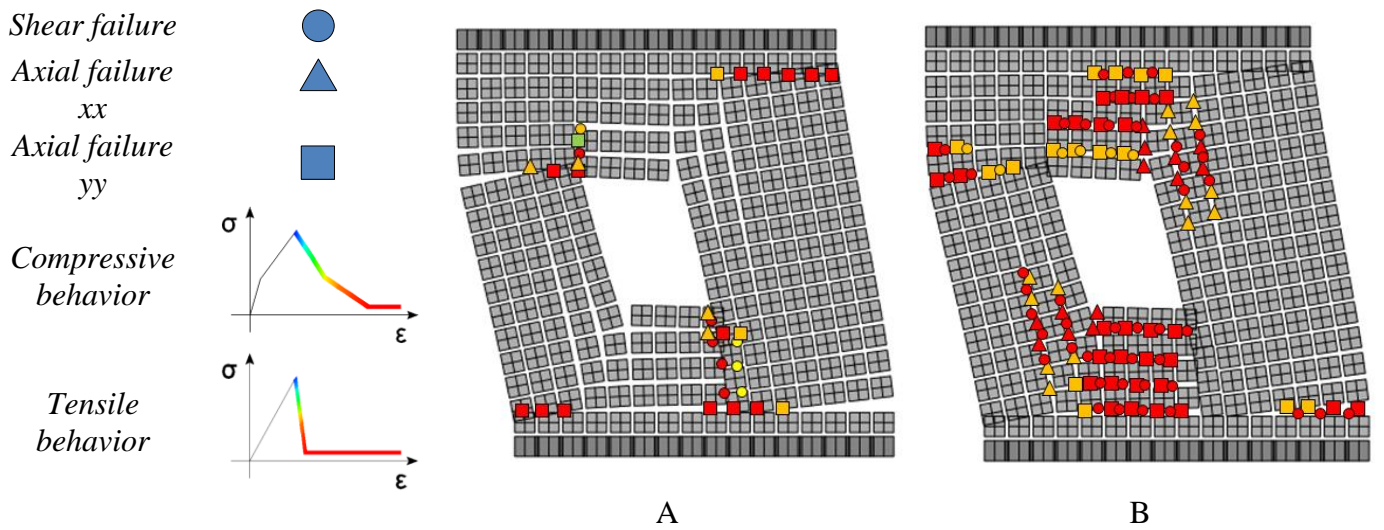 Shear failure
Axial failure
xx
Axial failure
yy
σ
Compressive
behavior
ε
σ
Tensile
behavior
ε
A
B